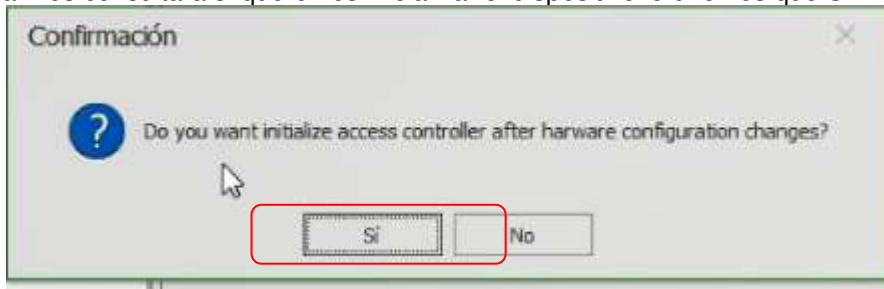 Confirmación
Do you want initialize access controller after harware configuration changes?
Sí
No